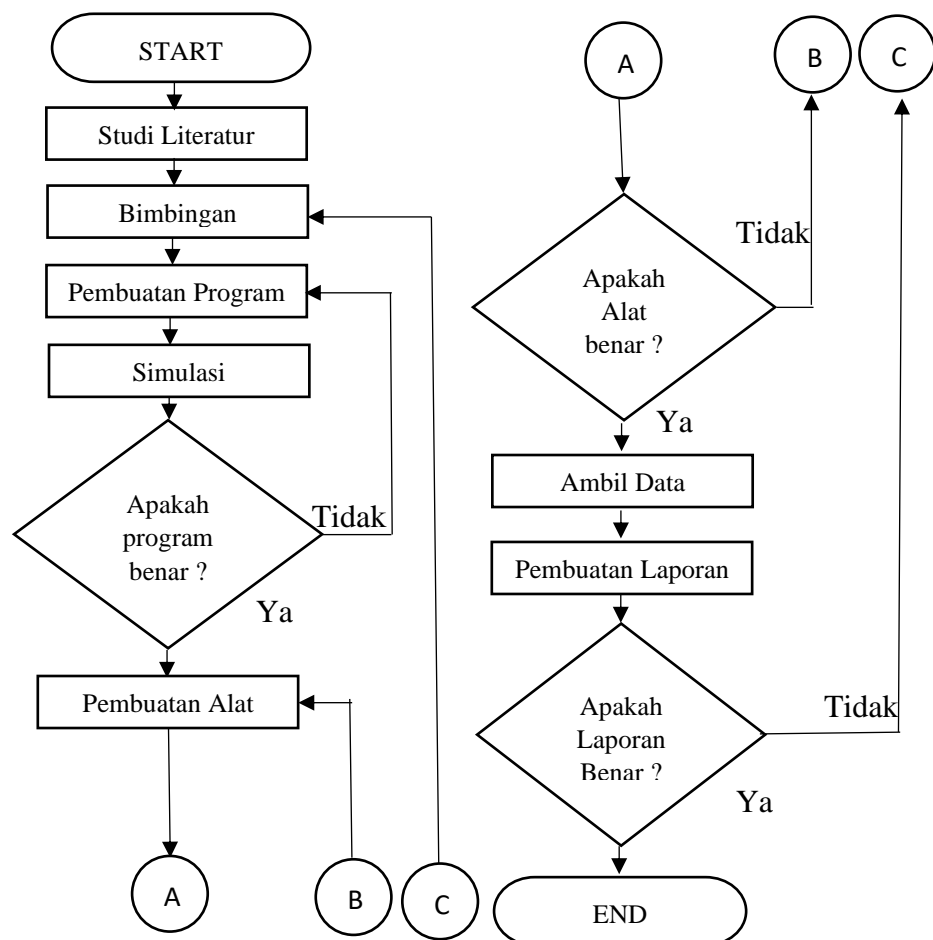 START
Studi Literatur
Bimbingan
Pembuatan Program
Simulasi
Apakah
program
benar ?
Tidak
Ya
Pembuatan Alat
A
B
C
A
B
C
Apakah
Alat
benar ?
Tidak
Ya
Ambil Data
Pembuatan Laporan
Apakah
Laporan
Benar ?
Tidak
Ya
END